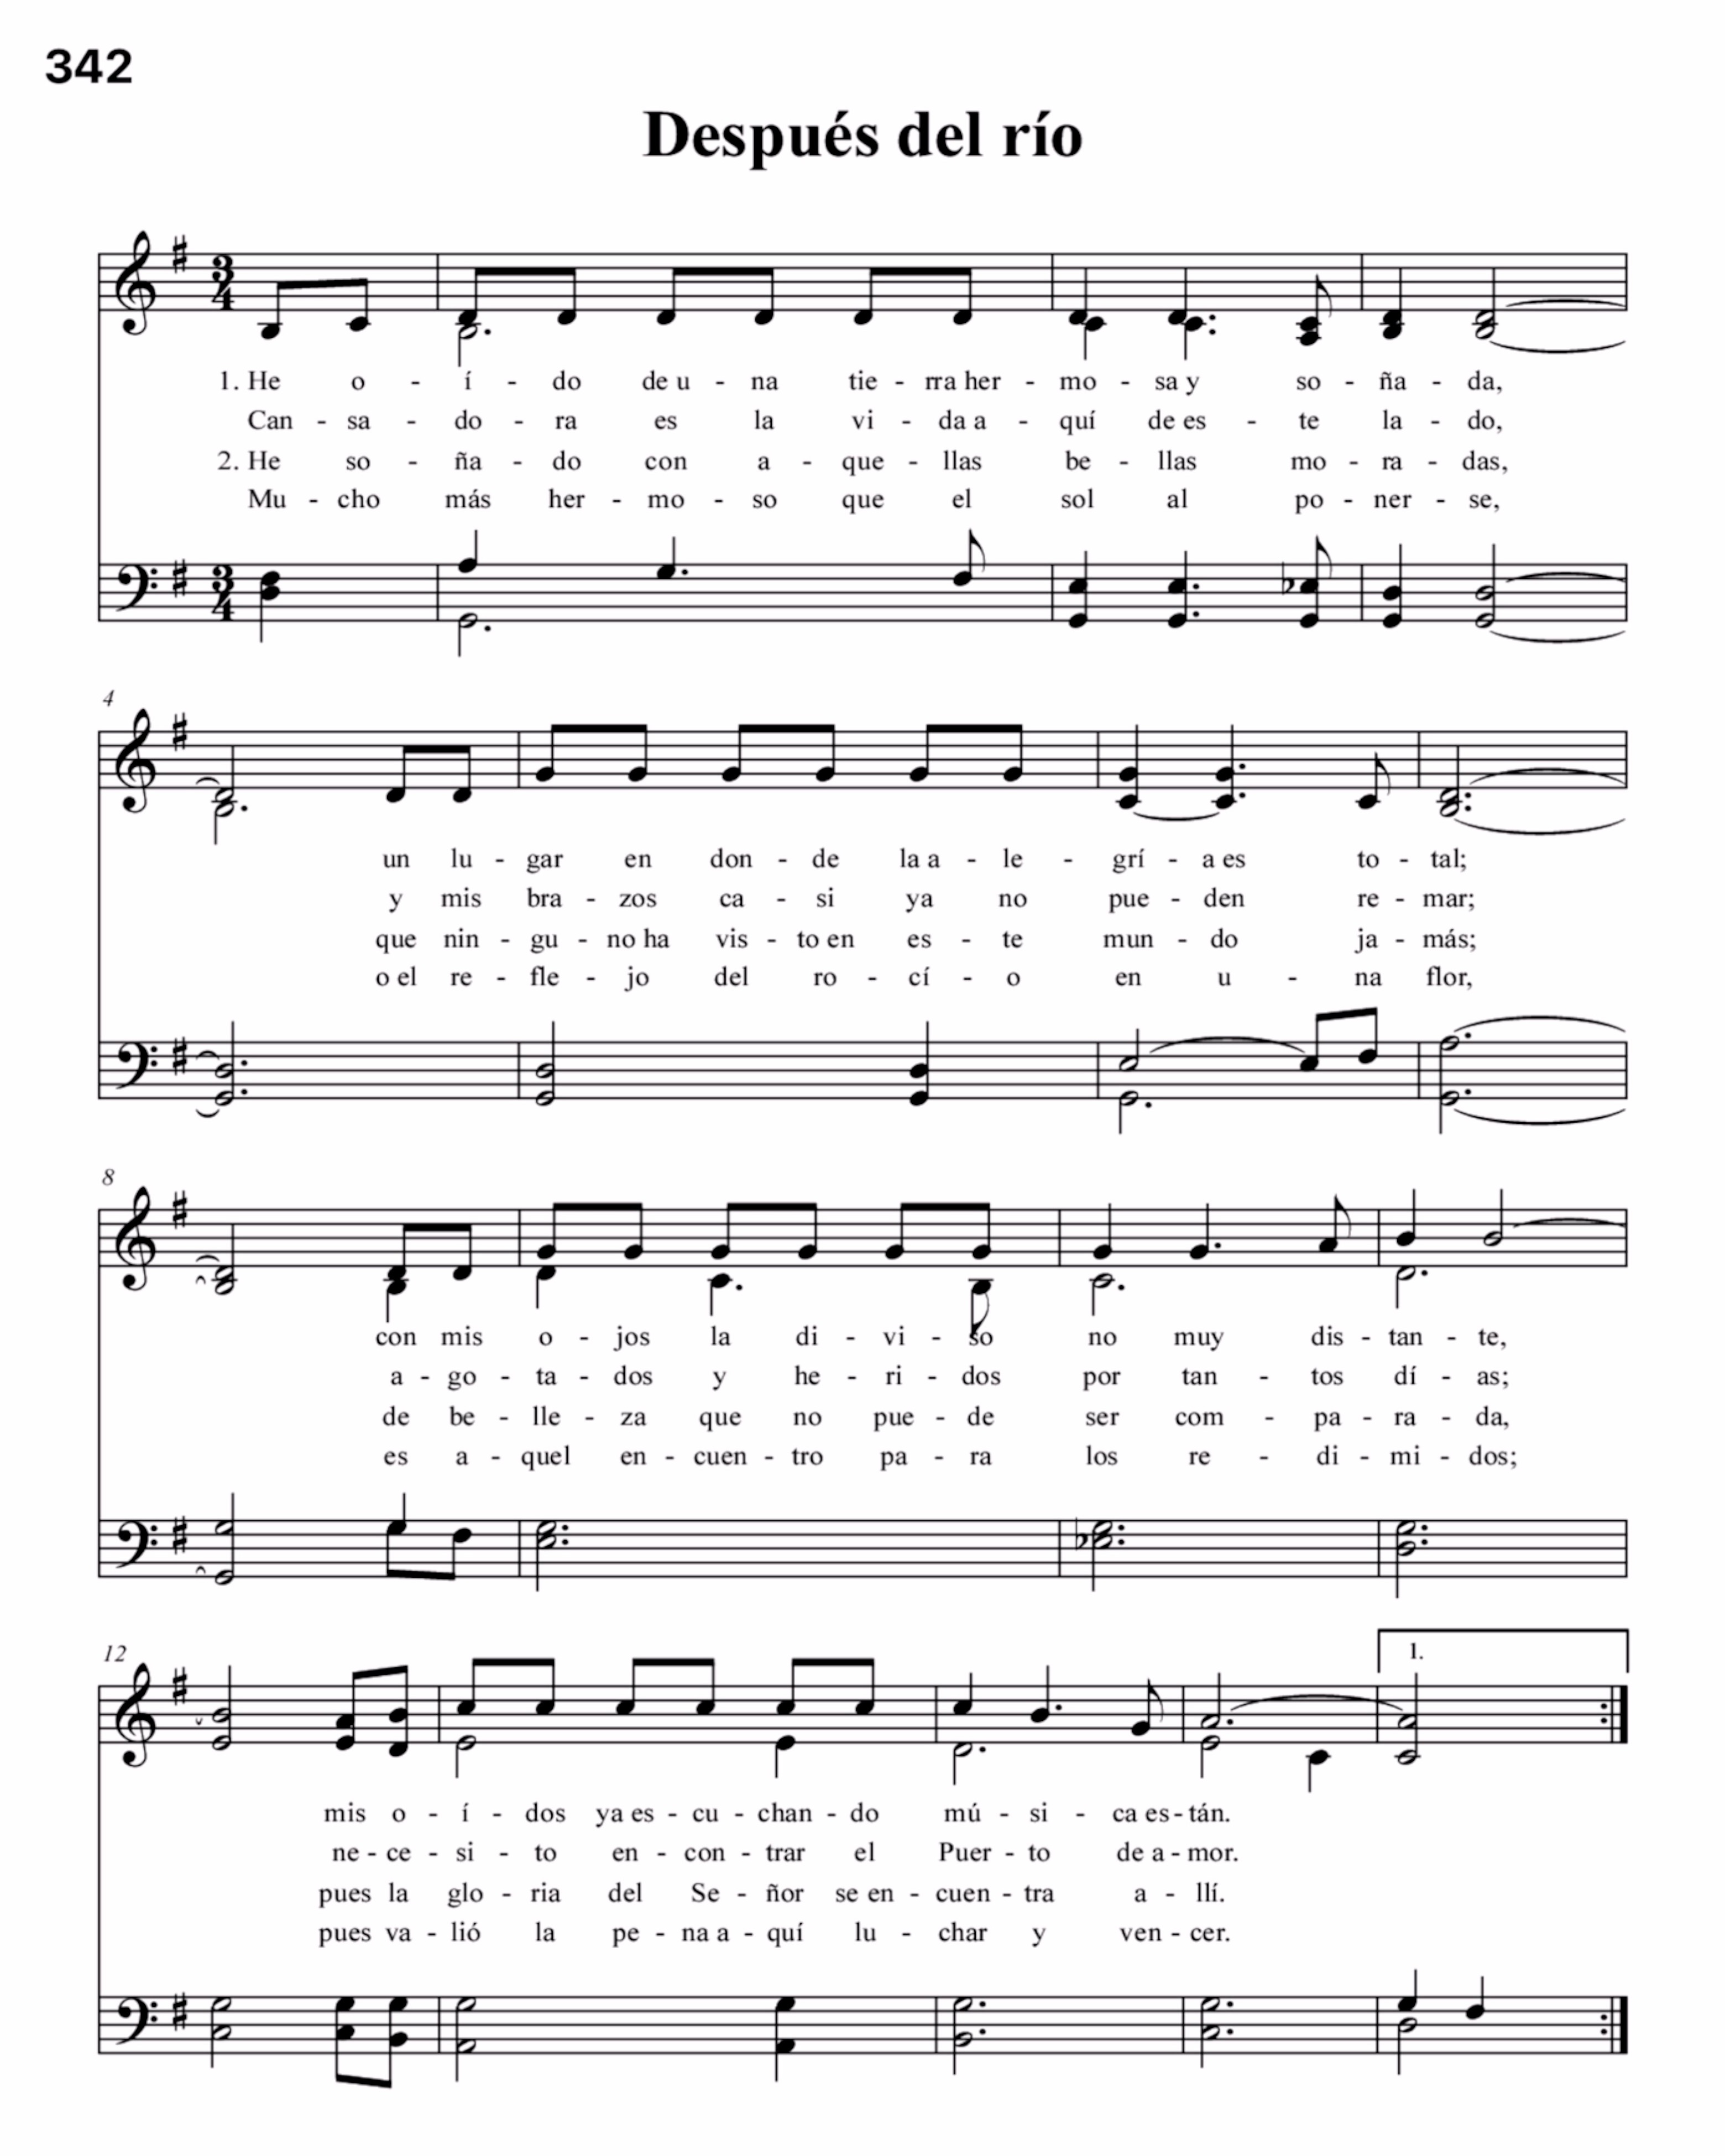 342
Después del río
3
4
1. He o - í - do de u - na tie - rra her - mo - sa y so - ña - da,
Can - sa - do - ra es la vi - da a - quí de es - te la - do,
2. He so - ña - do con a - que - llas be - llas mo - ra - das,
Mu - cho más her - mo - so que el sol al po - ner - se,
3
4
4
un lu - gar en don - de la a - le - grí - a es to - tal;
y mis bra - zos ca - si ya no pue - den re - mar;
que nin - gu - no ha vis - to en es - te mun - do ja - más;
o el re - fle - jo del ro - cí - o en u - na flor,
8
con mis o - jos la di - vi - so no muy dis - tan - te,
a - go - ta - dos y he - ri - dos por tan - tos dí - as;
de be - lle - za que no pue - de ser com - pa - ra - da,
es a - quel en - cuen - tro pa - ra los re - di - mi - dos;
12
1.
mis o - í - dos ya es - cu - chan - do mú - si - ca es - tán.
ne - ce - si - to en - con - trar el Puer - to de a - mor.
pues la glo - ria del Se - ñor se en - cuen - tra a - llí.
pues va - lió la pe - na a - quí lu - char y ven - cer.